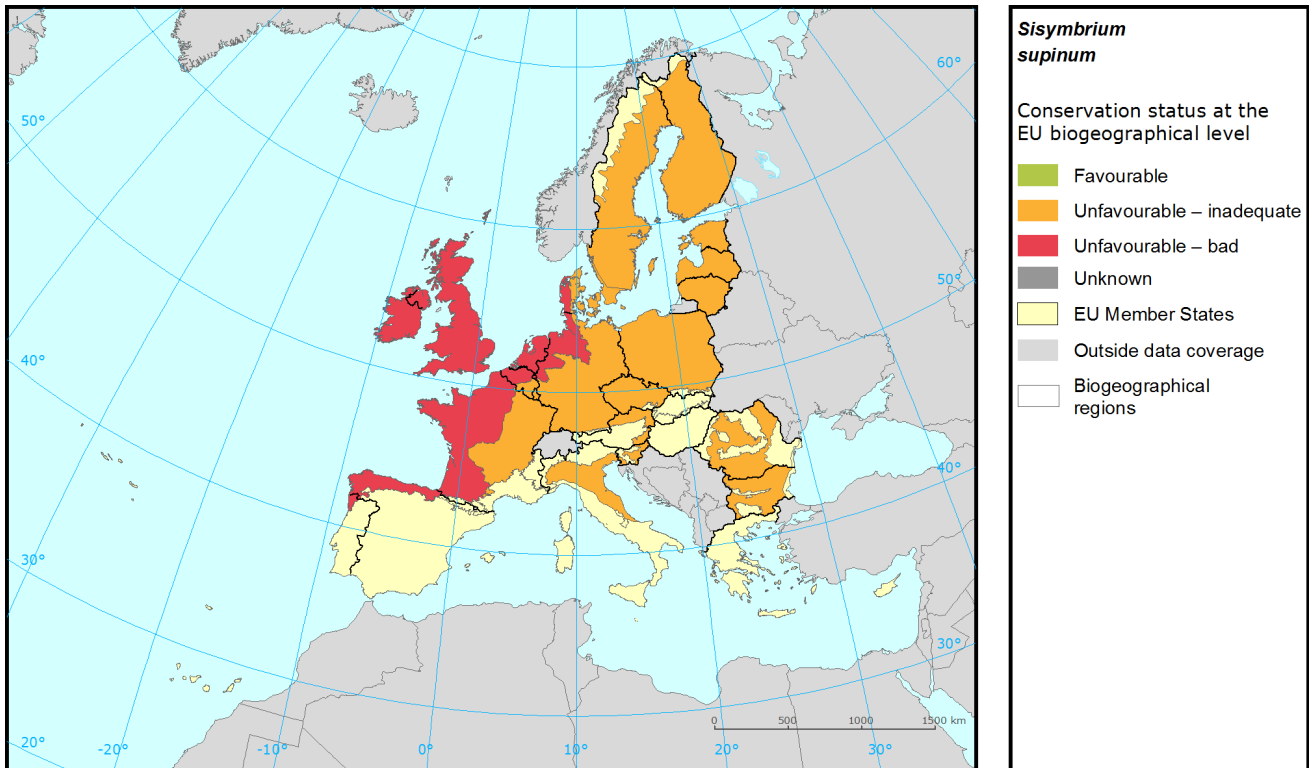 Sisymbrium
supinum
Conservation status at the
EU biogeographical level
Favourable
Unfavourable – inadequate
Unfavourable – bad
Unknown
EU Member States
Outside data coverage
Biogeographical
regions
60°
50°
50°
40°
40°
30°
30°
20°
-20°
-10°
0°
10°
20°
30°
0 500 1000 1500 km